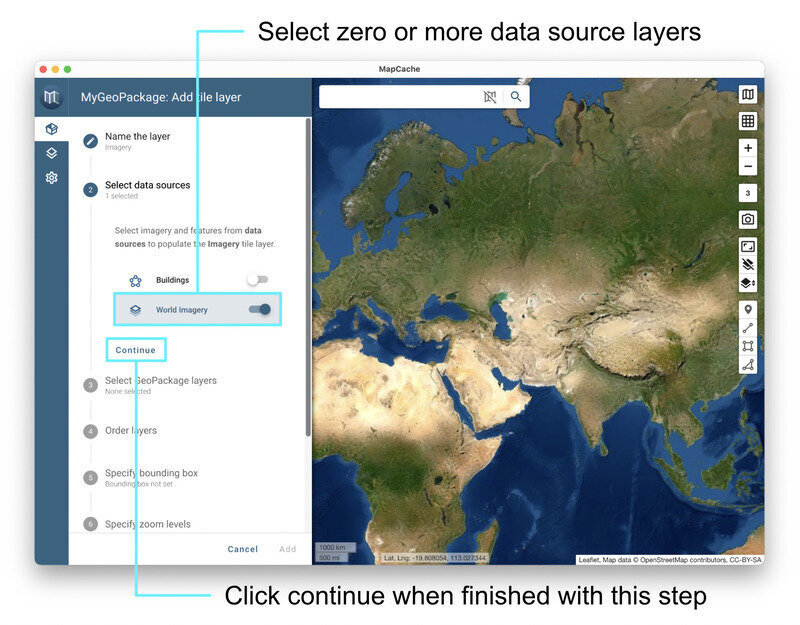 Select zero or more data source layers
MapCache
MyGeoPackage: Add tile layer
Name the layer
Imagery
2
Select data sources
1 selected
Select imagery and features from data
sources to populate the Imagery tile layer.
Buildings
World Imagery
Continue
3
Select GeoPackage layers
None selected
4
Order layers
5
Specify bounding box
Bounding box not set
6
Specify zoom levels
Cancel
Add
+
−
3
1000 km
500 mi
Lat, Lng: -19.808054, 113.027344
Leaflet, Map data © OpenStreetMap contributors, CC-BY-SA
Click continue when finished with this step